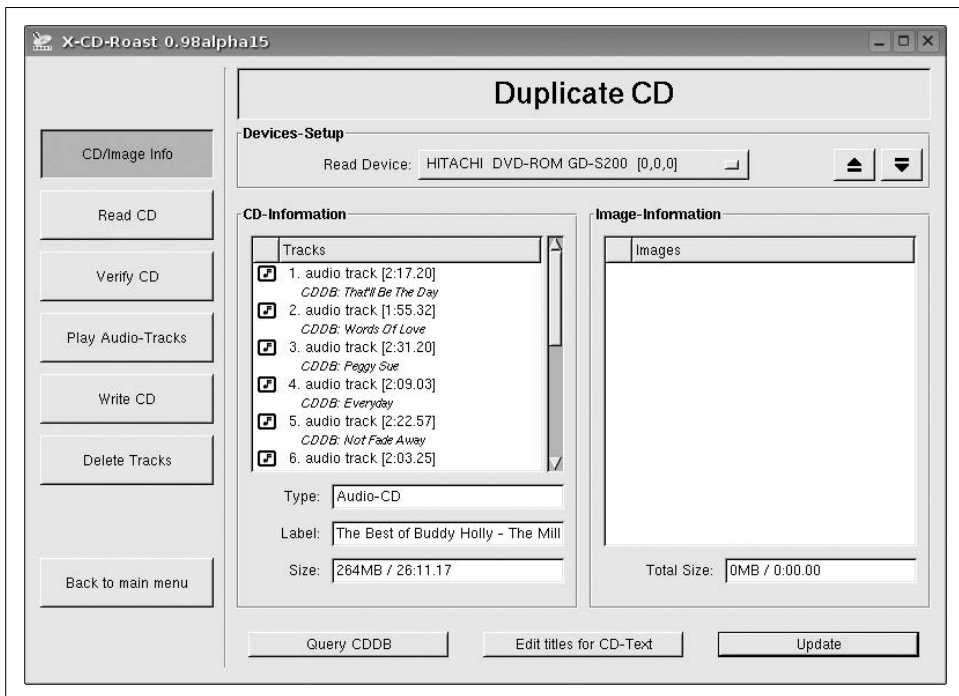 X-CD-Roast 0.98alpha15
Duplicate CD
CD/Image Info
Read CD
Verify CD
Play Audio-Tracks
Write CD
Delete Tracks
Back to main menu
Devices-Setup
Read Device: HITACHI DVD-ROM GD-S200 [0,0,0]
CD-Information
Tracks
1. audio track [2:17.20]
CDDB: That'll Be The Day
2. audio track [1:55.32]
CDDB: Words Of Love
3. audio track [2:31.20]
CDDB: Peggy Sue
4. audio track [2:09.03]
CDDB: Everyday
5. audio track [2:22.57]
CDDB: Not Fade Away
6. audio track [2:03.25]
Type: Audio-CD
Label: The Best of Buddy Holly - The Mill
Size: 264MB / 26:11.17
Image-Information
Images
Total Size: 0MB / 0:00.00
Query CDDB
Edit titles for CD-Text
Update